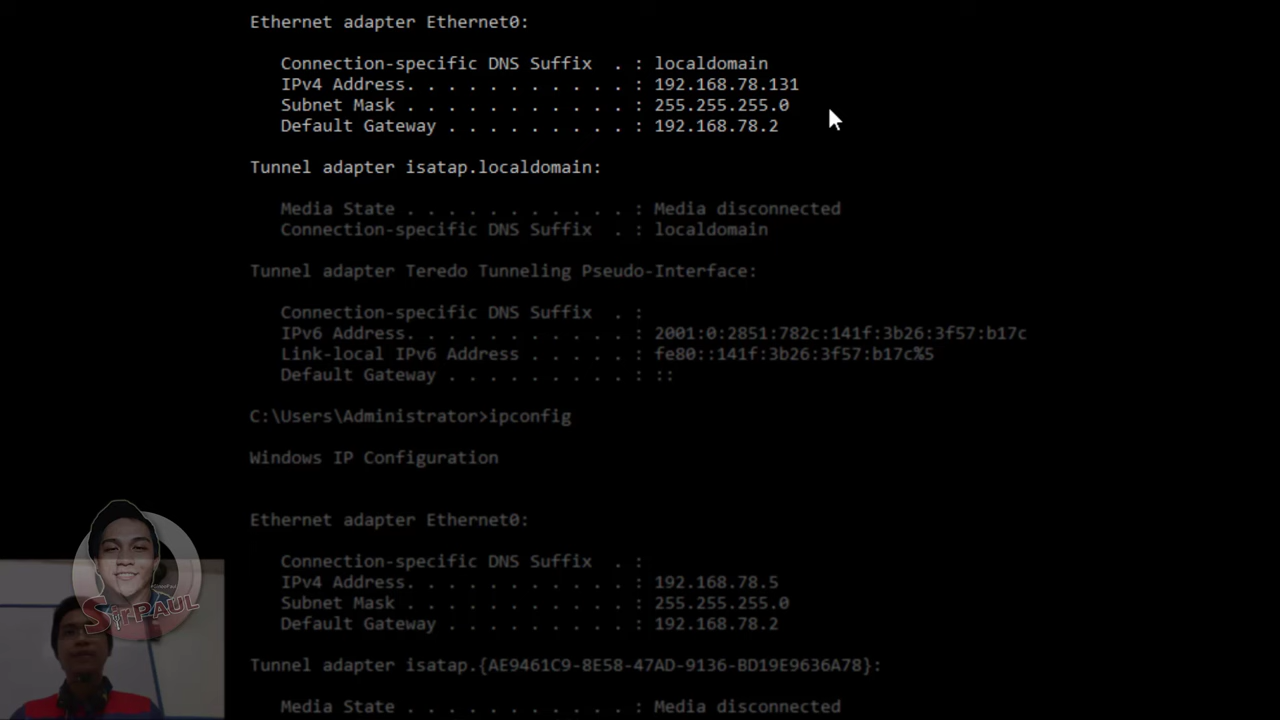 Ethernet adapter Ethernet0:
Connection-specific DNS Suffix  . : localdomain
IPv4 Address. . . . . . . . . . . : 192.168.78.131
Subnet Mask . . . . . . . . . . . : 255.255.255.0
Default Gateway . . . . . . . . . : 192.168.78.2
Tunnel adapter isatap.localdomain:
Media State . . . . . . . . . . . : Media disconnected
Connection-specific DNS Suffix  . : localdomain
Tunnel adapter Teredo Tunneling Pseudo-Interface:
Connection-specific DNS Suffix  . :
IPv6 Address. . . . . . . . . . . : 2001:0:2851:782c:141f:3b26:3f57:b17c
Link-local IPv6 Address . . . . . : fe80::141f:3b26:3f57:b17c%5
Default Gateway . . . . . . . . . : ::
C:\Users\Administrator>ipconfig
Windows IP Configuration
Ethernet adapter Ethernet0:
Connection-specific DNS Suffix  . :
IPv4 Address. . . . . . . . . . . : 192.168.78.5
Subnet Mask . . . . . . . . . . . : 255.255.255.0
Default Gateway . . . . . . . . . : 192.168.78.2
Tunnel adapter isatap.{AE9461C9-8E58-47AD-9136-BD19E9636A78}:
Media State . . . . . . . . . . . : Media disconnected
SirPAUL